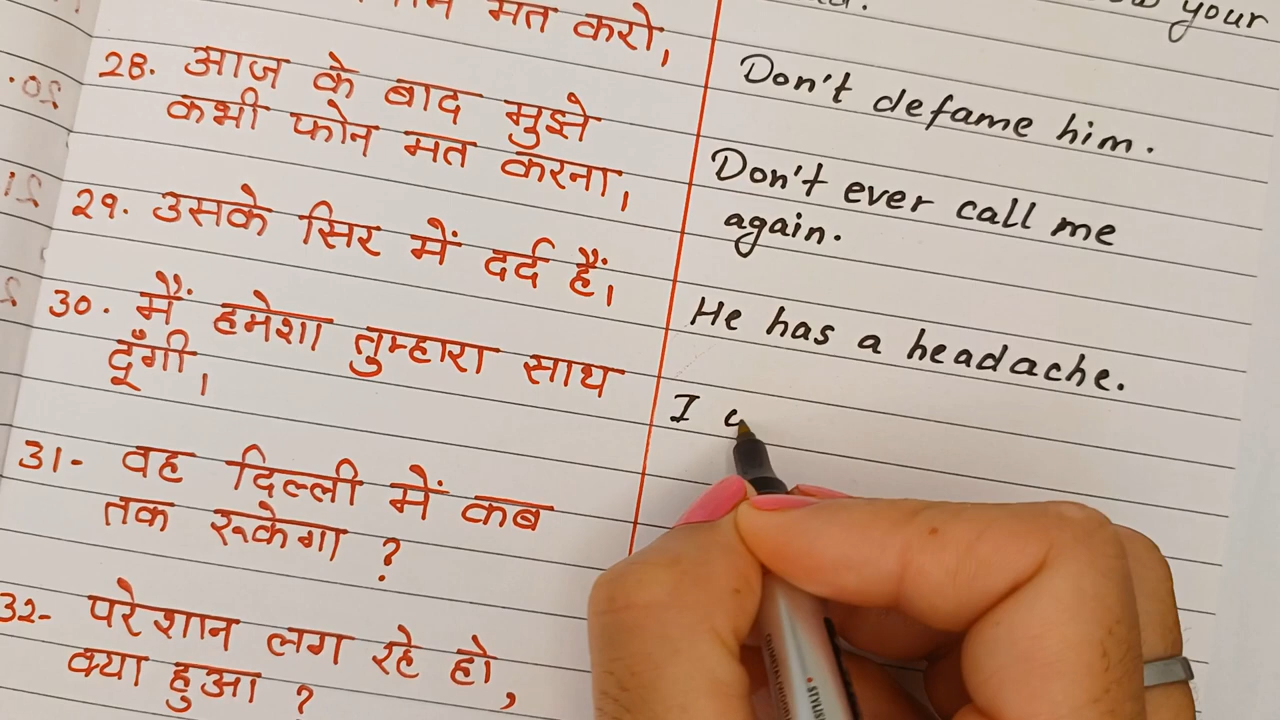 मत करो,
your
Don't defame him.
28. आज के बाद मुझे
कभी फोन मत करना,
Don't ever call me
again.
29. उसके सिर में दर्द हैं।
He has a headache.
30. मैं हमेशा तुम्हारा साथ
दूँगी,
I
31- वह दिल्ली में कब
तक रूकेगा ?
32- परेशान लग रहे हो,
क्या हुआ ?